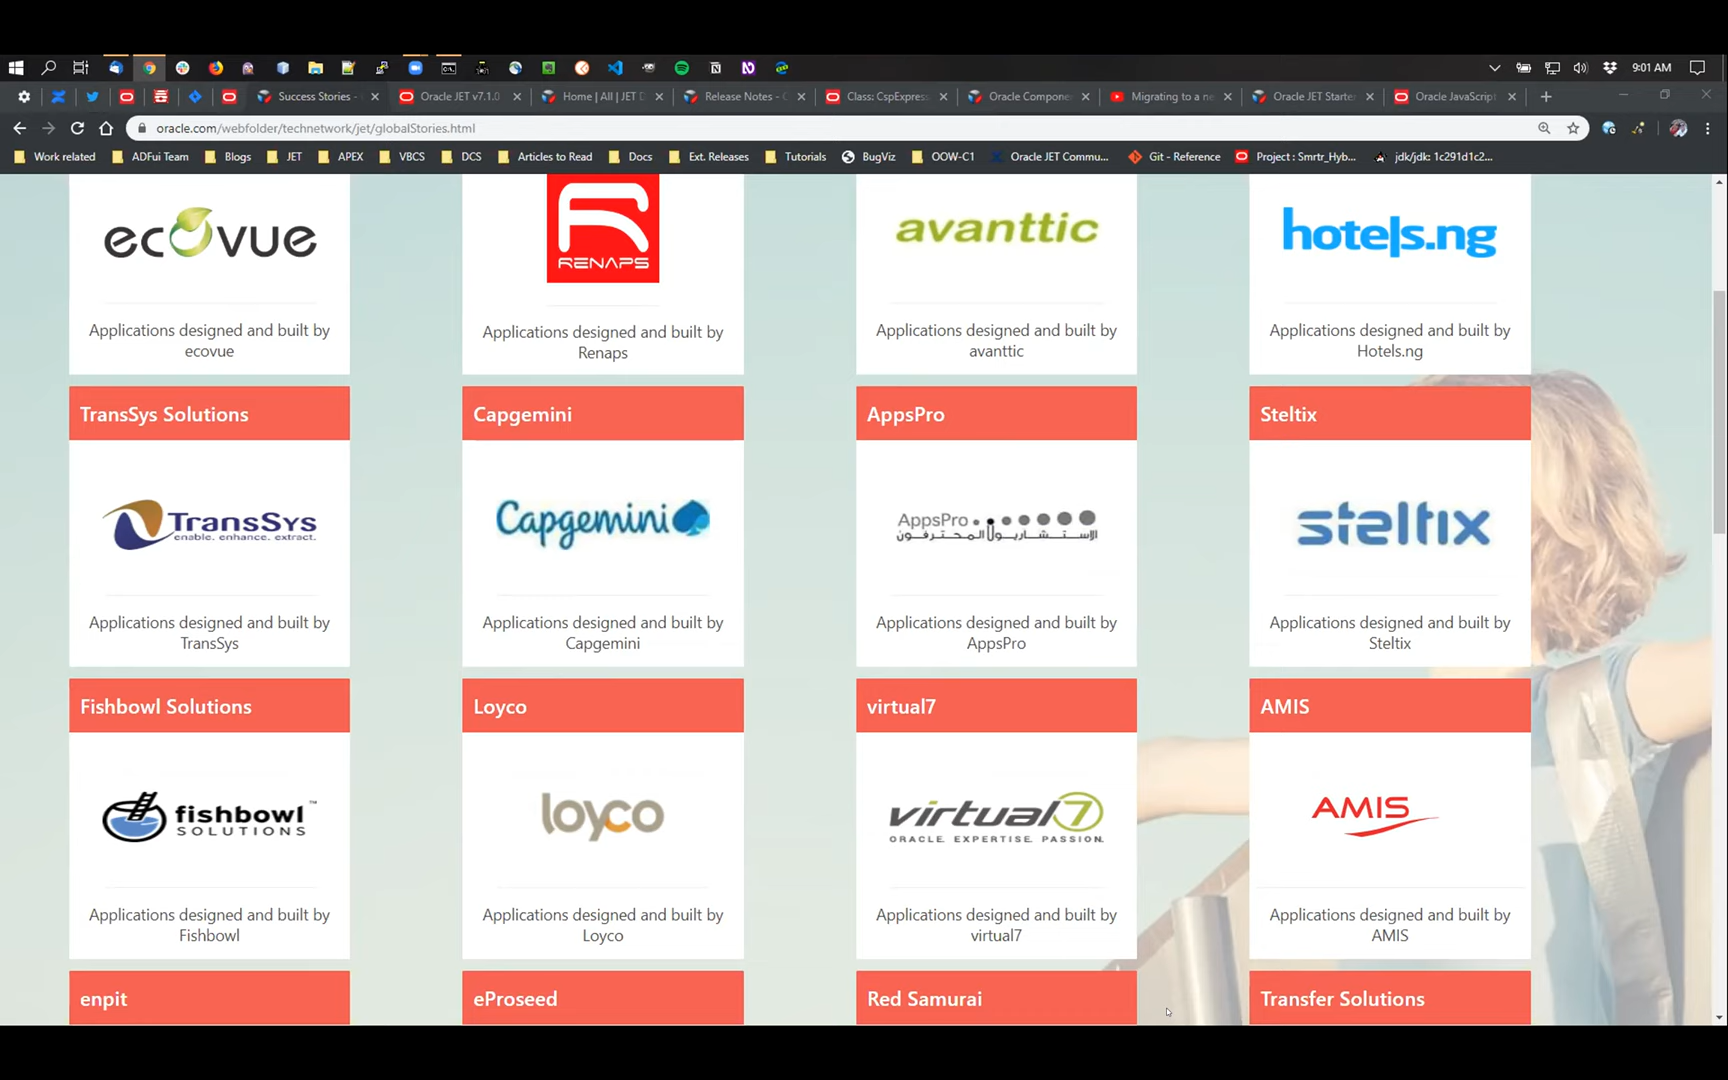 9:01 AM
Success Stories -
Oracle JET v7.1.0
Home | All | JET D
Release Notes -
Class: CspExpress
Oracle Compone
Migrating to a ne
Oracle JET Starte
Oracle JavaScript
oracle.com/webfolder/technetwork/jet/globalStories.html
Work related
ADFui Team
Blogs
JET
APEX
VBCS
DCS
Articles to Read
Docs
Ext. Releases
Tutorials
BugViz
OOW-C1
Oracle JET Commu...
Git - Reference
Project : Smrtr_Hyb...
jdk/jdk: 1c291d1c2...
ecovue
RENAPS
avanttic
hotels.ng
Applications designed and built by
ecovue
Applications designed and built by
Renaps
Applications designed and built by
avanttic
Applications designed and built by
Hotels.ng
TransSys Solutions
Capgemini
AppsPro
Steltix
TransSys
enable. enhance. extract.
Capgemini
AppsPro
الاستشاريون المحترفون
steltix
Applications designed and built by
TransSys
Applications designed and built by
Capgemini
Applications designed and built by
AppsPro
Applications designed and built by
Steltix
Fishbowl Solutions
Loyco
virtual7
AMIS
fishbowl™
SOLUTIONS
loyco
virtual7
ORACLE. EXPERTISE. PASSION.
AMIS
Applications designed and built by
Fishbowl
Applications designed and built by
Loyco
Applications designed and built by
virtual7
Applications designed and built by
AMIS
enpit
eProseed
Red Samurai
Transfer Solutions